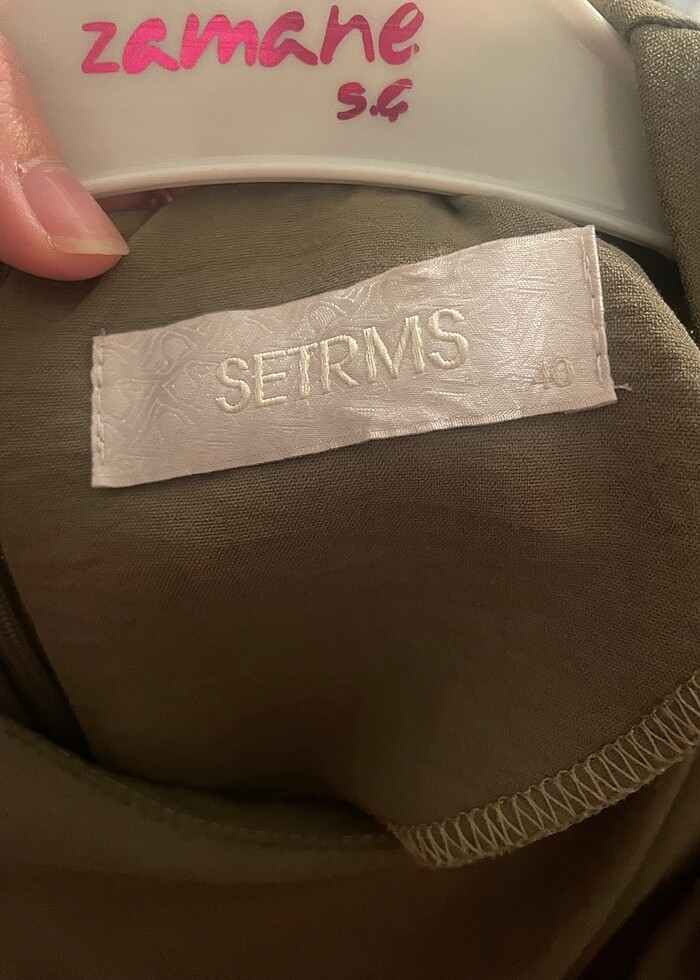 zamane
s.ç
SETRMS
40